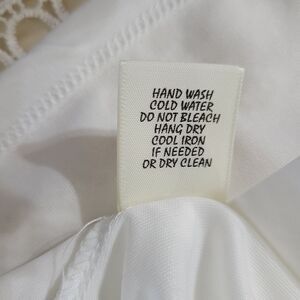 HAND WASH
COLD WATER
DO NOT BLEACH
HANG DRY
COOL IRON
IF NEEDED
OR DRY CLEAN